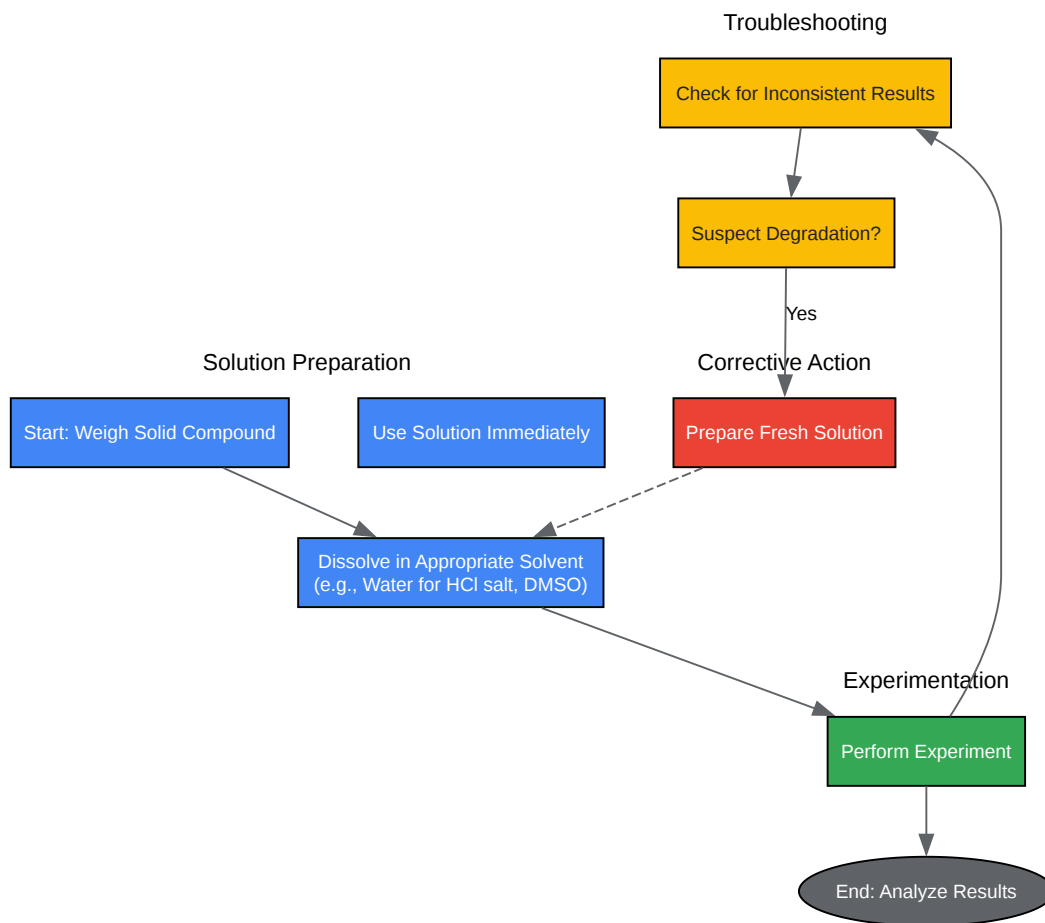 Troubleshooting
Check for Inconsistent Results
Suspect Degradation?
Yes
Solution Preparation
Corrective Action
Start: Weigh Solid Compound
Use Solution Immediately
Prepare Fresh Solution
Dissolve in Appropriate Solvent
(e.g., Water for HCl salt, DMSO)
Experimentation
Perform Experiment
End: Analyze Results